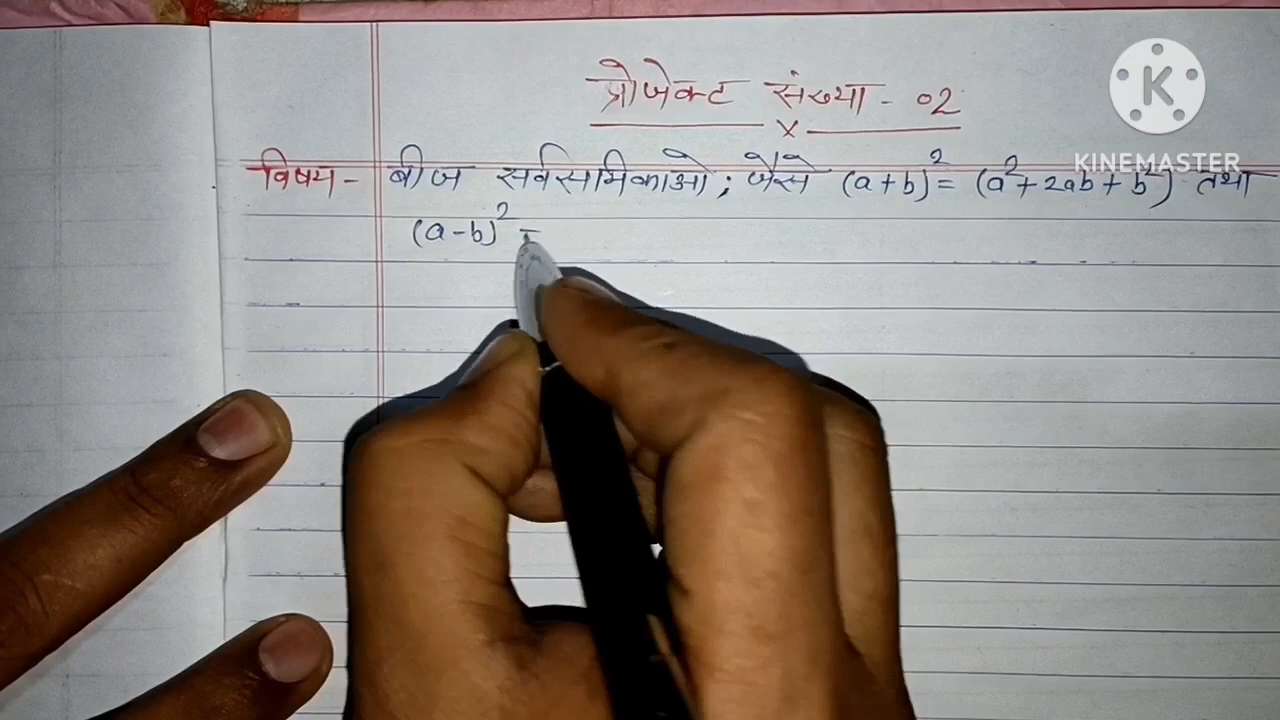 प्रोजेक्ट संख्या - 02
x
KINEMASTER
विषय - बीज सर्वसमिकाओ ; जैसे (a+b)² = (a²+2ab+b²) तथा
(a-b)² =